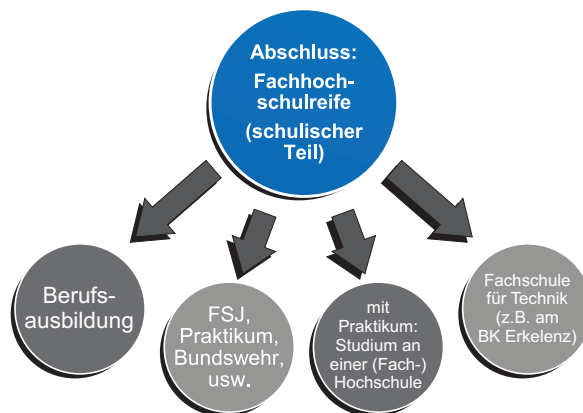 Abschluss:
Fachhoch-
schulreife
(schulischer
Teil)
Berufs-
ausbildung
FSJ,
Praktikum,
Bundswehr,
usw.
mit
Praktikum:
Studium an
einer (Fach-)
Hochschule
Fachschule
für Technik
(z.B. am
BK Erkelenz)